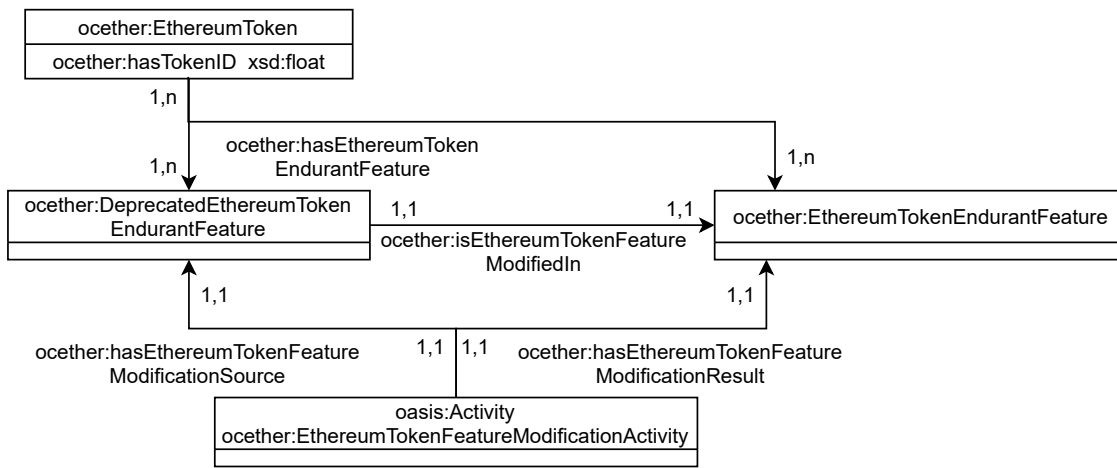 ocether:EthereumToken
ocether:hasTokenID xsd:float
1,n
ocether:hasEthereumToken
EndurantFeature
1,n
1,n
ocether:DeprecatedEthereumToken
EndurantFeature
1,1
1,1
ocether:isEthereumTokenFeature
ModifiedIn
ocether:EthereumTokenEndurantFeature
1,1
1,1
ocether:hasEthereumTokenFeature
ModificationSource
1,1
1,1
ocether:hasEthereumTokenFeature
ModificationResult
oasis:Activity
ocether:EthereumTokenFeatureModificationActivity